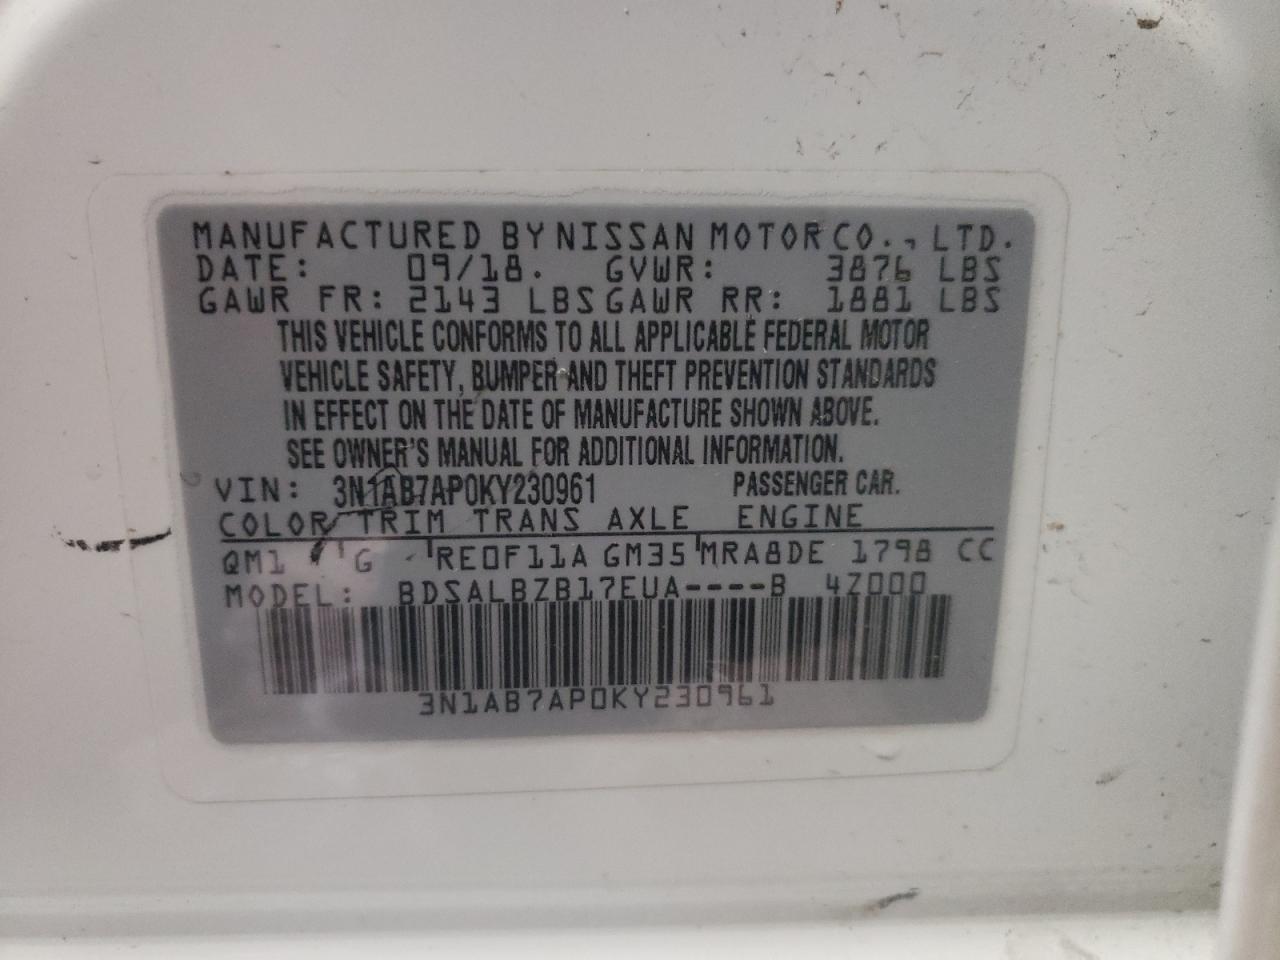 MANUFACTURED BY NISSAN MOTOR CO., LTD.
DATE: 09/18. GVWR: 3876 LBS
GAWR FR: 2143 LBS GAWR RR: 1881 LBS
THIS VEHICLE CONFORMS TO ALL APPLICABLE FEDERAL MOTOR
VEHICLE SAFETY, BUMPER AND THEFT PREVENTION STANDARDS
IN EFFECT ON THE DATE OF MANUFACTURE SHOWN ABOVE.
SEE OWNER'S MANUAL FOR ADDITIONAL INFORMATION.
VIN: 3N1AB7AP0KY230961 PASSENGER CAR.
COLOR TRIM TRANS AXLE ENGINE
QM1 G RE0F11A GM35 MRA8DE 1798 CC
MODEL: BDSALBZB17EUA----B 4Z000
3N1AB7AP0KY230961